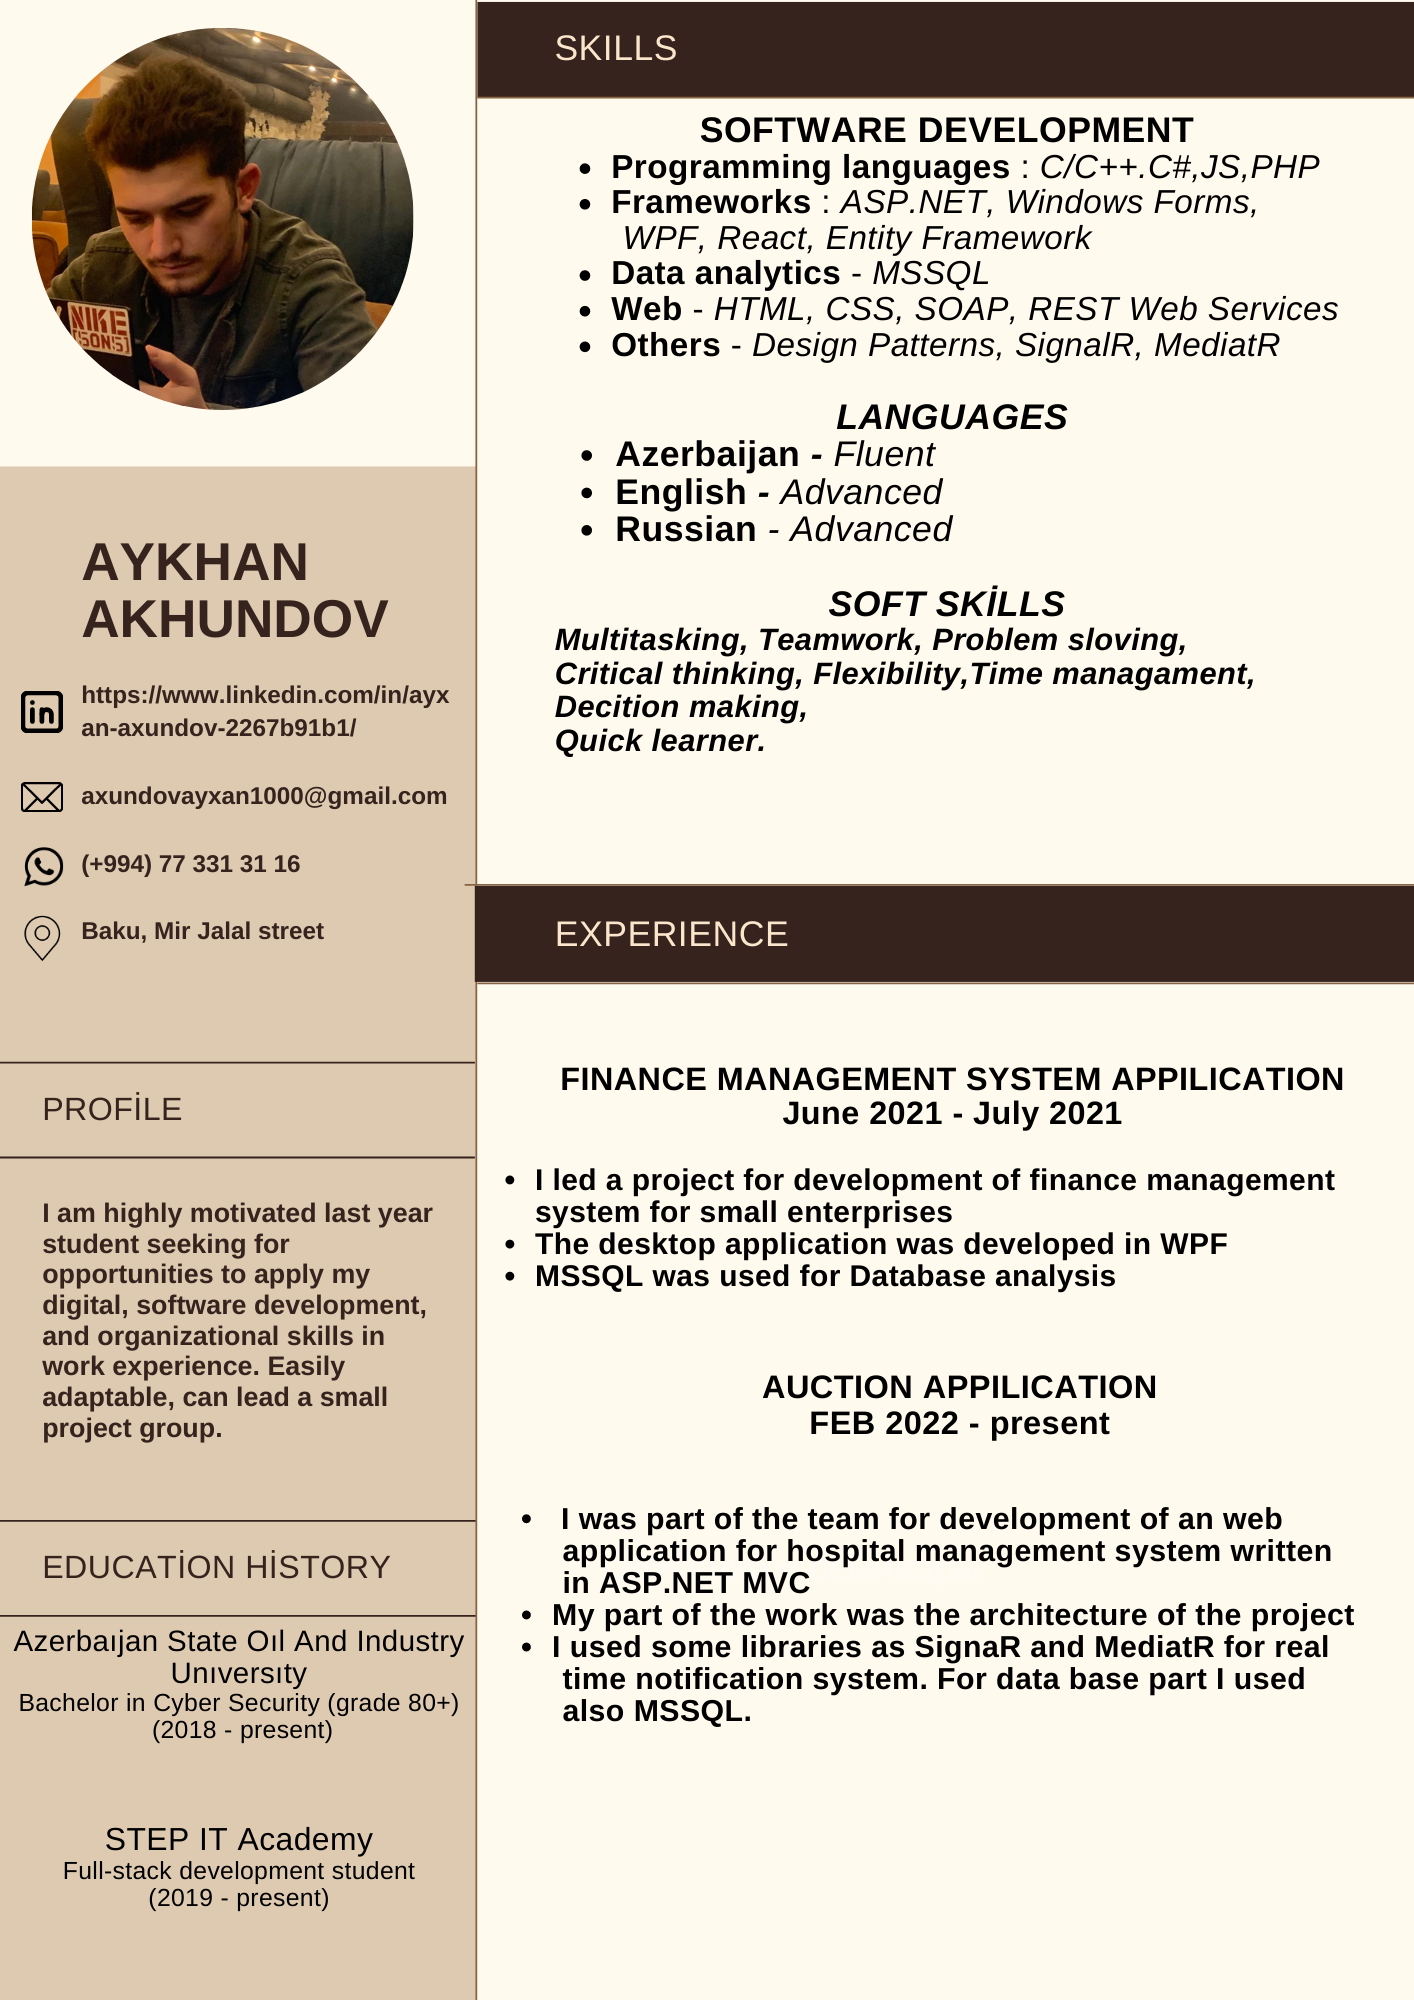 NIKE
[SONS]
AYKHAN
AKHUNDOV
https://www.linkedin.com/in/ayx
an-axundov-2267b91b1/
axundovayxan1000@gmail.com
(+994) 77 331 31 16
Baku, Mir Jalal street
PROFİLE
I am highly motivated last year
student seeking for
opportunities to apply my
digital, software development,
and organizational skills in
work experience. Easily
adaptable, can lead a small
project group.
EDUCATİON HİSTORY
Azerbaıjan State Oıl And Industry
Unıversıty
Bachelor in Cyber Security (grade 80+)
(2018 - present)
STEP IT Academy
Full-stack development student
(2019 - present)
SKILLS
SOFTWARE DEVELOPMENT
• Programming languages : C/C++.C#,JS,PHP
• Frameworks : ASP.NET, Windows Forms,
WPF, React, Entity Framework
• Data analytics - MSSQL
• Web - HTML, CSS, SOAP, REST Web Services
• Others - Design Patterns, SignalR, MediatR
LANGUAGES
• Azerbaijan - Fluent
• English - Advanced
• Russian - Advanced
SOFT SKİLLS
Multitasking, Teamwork, Problem sloving,
Critical thinking, Flexibility,Time managament,
Decition making,
Quick learner.
EXPERIENCE
FINANCE MANAGEMENT SYSTEM APPILICATION
June 2021 - July 2021
• I led a project for development of finance management
system for small enterprises
• The desktop application was developed in WPF
• MSSQL was used for Database analysis
AUCTION APPILICATION
FEB 2022 - present
• I was part of the team for development of an web
application for hospital management system written
in ASP.NET MVC
• My part of the work was the architecture of the project
• I used some libraries as SignaR and MediatR for real
time notification system. For data base part I used
also MSSQL.